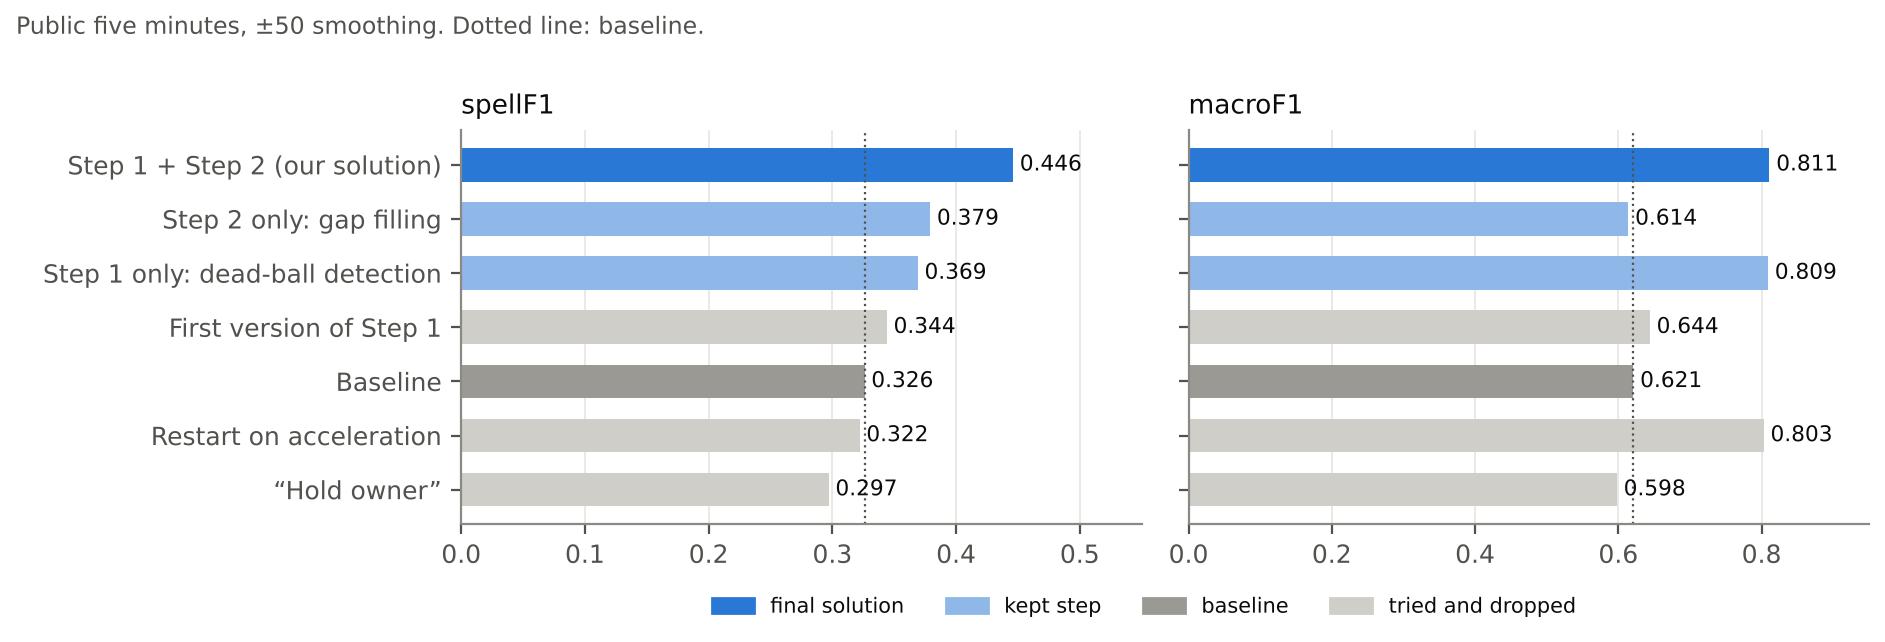 Public five minutes, ±50 smoothing. Dotted line: baseline.
spellF1
Step 1 + Step 2 (our solution) 0.446
Step 2 only: gap filling 0.379
Step 1 only: dead-ball detection 0.369
First version of Step 1 0.344
Baseline 0.326
Restart on acceleration 0.322
“Hold owner” 0.297
0.0 0.1 0.2 0.3 0.4 0.5
macroF1
0.811
0.614
0.809
0.644
0.621
0.803
0.598
0.0 0.2 0.4 0.6 0.8
final solution kept step baseline tried and dropped